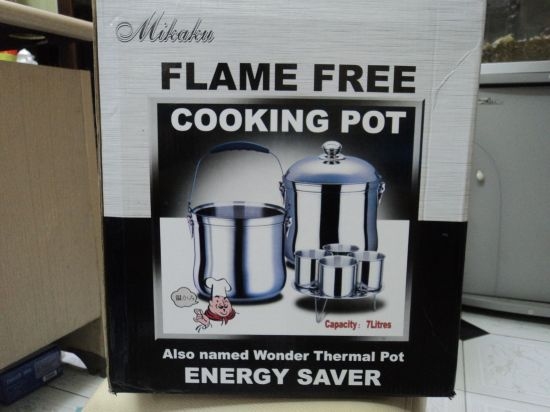 Mikaku
FLAME FREE
COOKING POT
Capacity: 7Litres
Also named Wonder Thermal Pot
ENERGY SAVER